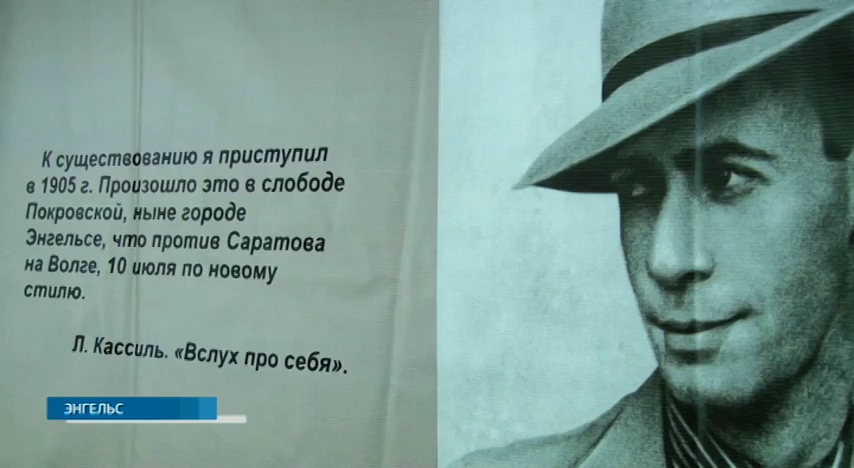 К существованию я приступил
в 1905 г. Произошло это в слободе
Покровской, ныне городе
Энгельсе, что против Саратова
на Волге, 10 июля по новому
стилю.
Л. Кассиль. «Вслух про себя».
ЭНГЕЛЬС